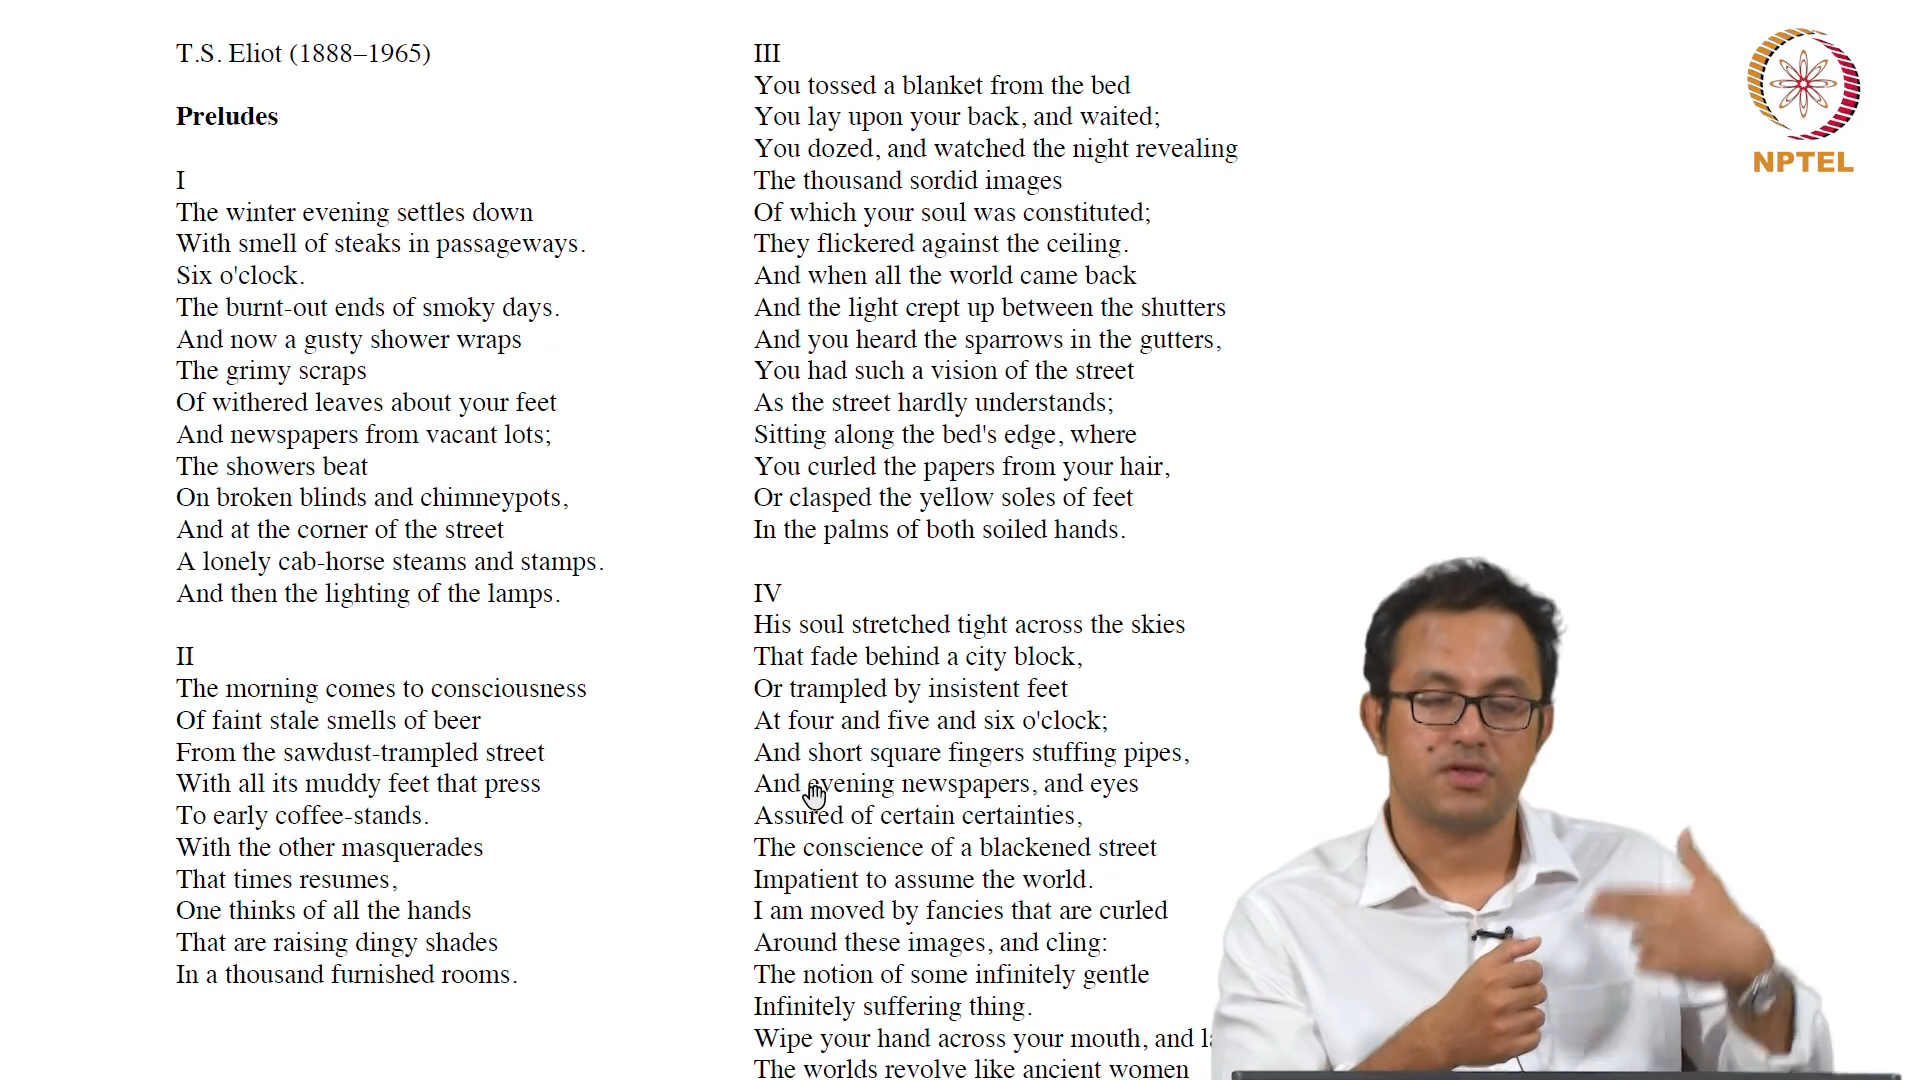 T.S. Eliot (1888–1965)
Preludes
I
The winter evening settles down
With smell of steaks in passageways.
Six o'clock.
The burnt-out ends of smoky days.
And now a gusty shower wraps
The grimy scraps
Of withered leaves about your feet
And newspapers from vacant lots;
The showers beat
On broken blinds and chimneypots,
And at the corner of the street
A lonely cab-horse steams and stamps.
And then the lighting of the lamps.
II
The morning comes to consciousness
Of faint stale smells of beer
From the sawdust-trampled street
With all its muddy feet that press
To early coffee-stands.
With the other masquerades
That times resumes,
One thinks of all the hands
That are raising dingy shades
In a thousand furnished rooms.
III
You tossed a blanket from the bed
You lay upon your back, and waited;
You dozed, and watched the night revealing
The thousand sordid images
Of which your soul was constituted;
They flickered against the ceiling.
And when all the world came back
And the light crept up between the shutters
And you heard the sparrows in the gutters,
You had such a vision of the street
As the street hardly understands;
Sitting along the bed's edge, where
You curled the papers from your hair,
Or clasped the yellow soles of feet
In the palms of both soiled hands.
IV
His soul stretched tight across the skies
That fade behind a city block,
Or trampled by insistent feet
At four and five and six o'clock;
And short square fingers stuffing pipes,
And evening newspapers, and eyes
Assured of certain certainties,
The conscience of a blackened street
Impatient to assume the world.
I am moved by fancies that are curled
Around these images, and cling:
The notion of some infinitely gentle
Infinitely suffering thing.
Wipe your hand across your mouth, and
The worlds revolve like ancient women
NPTEL